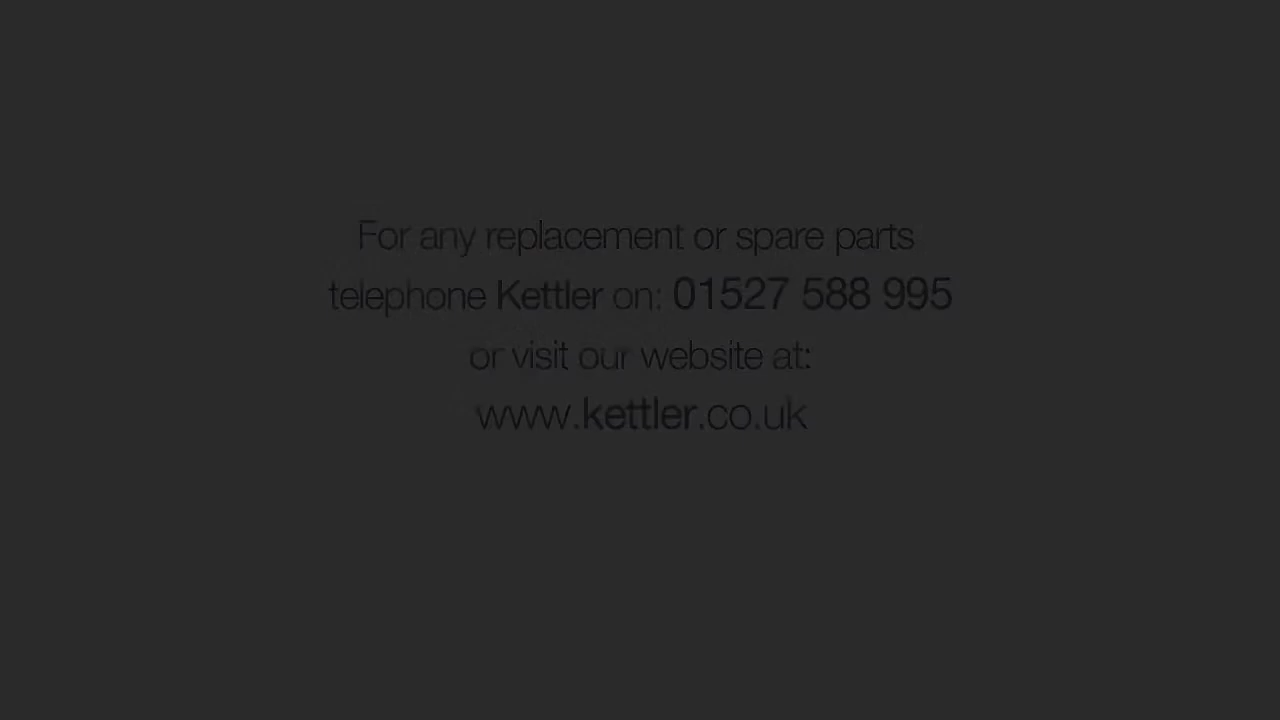 For any replacement or spare parts
telephone Kettler on: 01527 588 995
or visit our website at:
www.kettler.co.uk